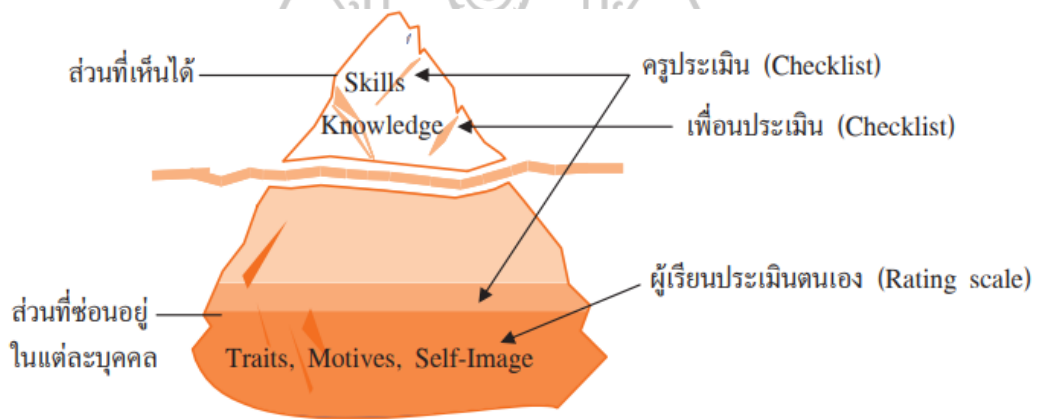 ส่วนที่เห็นได้
Skills
ครูประเมิน (Checklist)
Knowledge
เพื่อนประเมิน (Checklist)
ผู้เรียนประเมินตนเอง (Rating scale)
ส่วนที่ซ่อนอยู่
ในแต่ละบุคคล
Traits, Motives, Self-Image